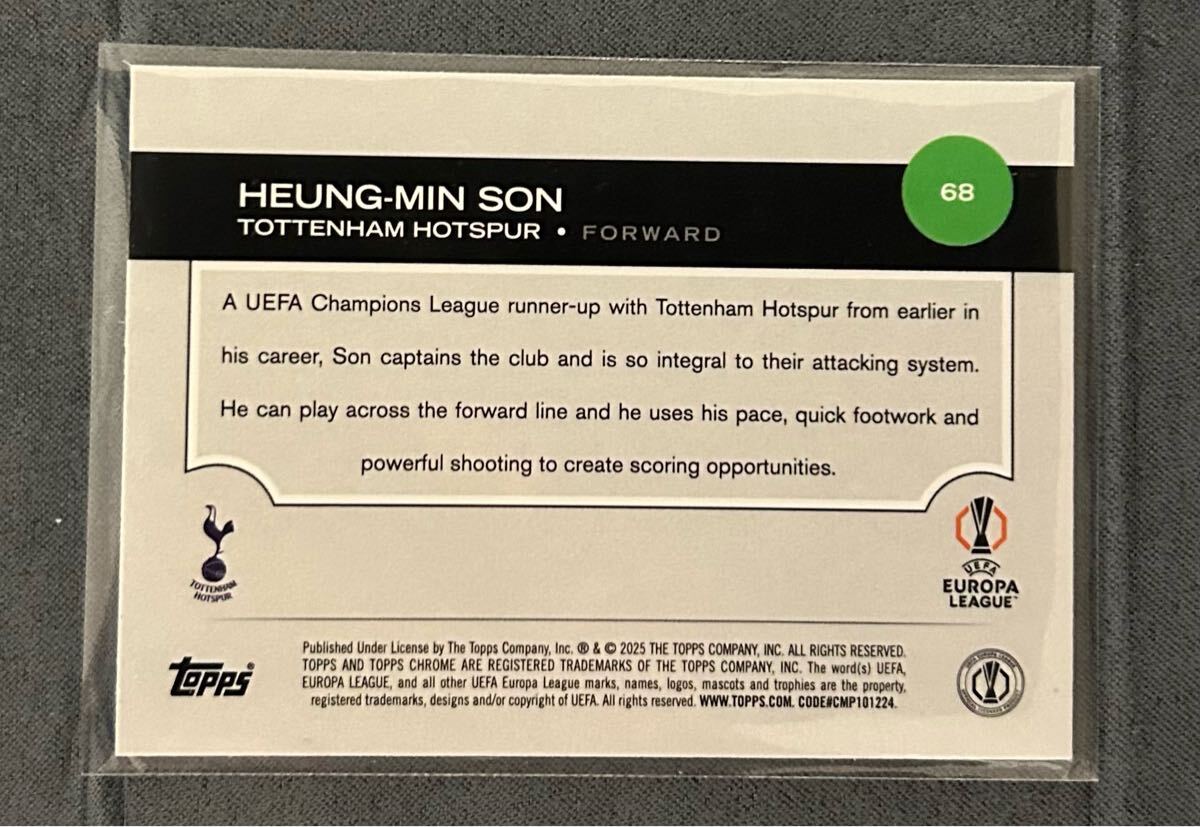 HEUNG-MIN SON
68
TOTTENHAM HOTSPUR • FORWARD
A UEFA Champions League runner-up with Tottenham Hotspur from earlier in
his career, Son captains the club and is so integral to their attacking system.
He can play across the forward line and he uses his pace, quick footwork and
powerful shooting to create scoring opportunities.
TOTTENHAM
HOTSPUR
UEFA
EUROPA
LEAGUE™
topps®
Published Under License by The Topps Company, Inc. ® & © 2025 THE TOPPS COMPANY, INC. ALL RIGHTS RESERVED.
TOPPS AND TOPPS CHROME ARE REGISTERED TRADEMARKS OF THE TOPPS COMPANY, INC. The word(s) UEFA,
EUROPA LEAGUE, and all other UEFA Europa League marks, names, logos, mascots and trophies are the property,
registered trademarks, designs and/or copyright of UEFA. All rights reserved. WWW.TOPPS.COM. CODE#CMP101224.